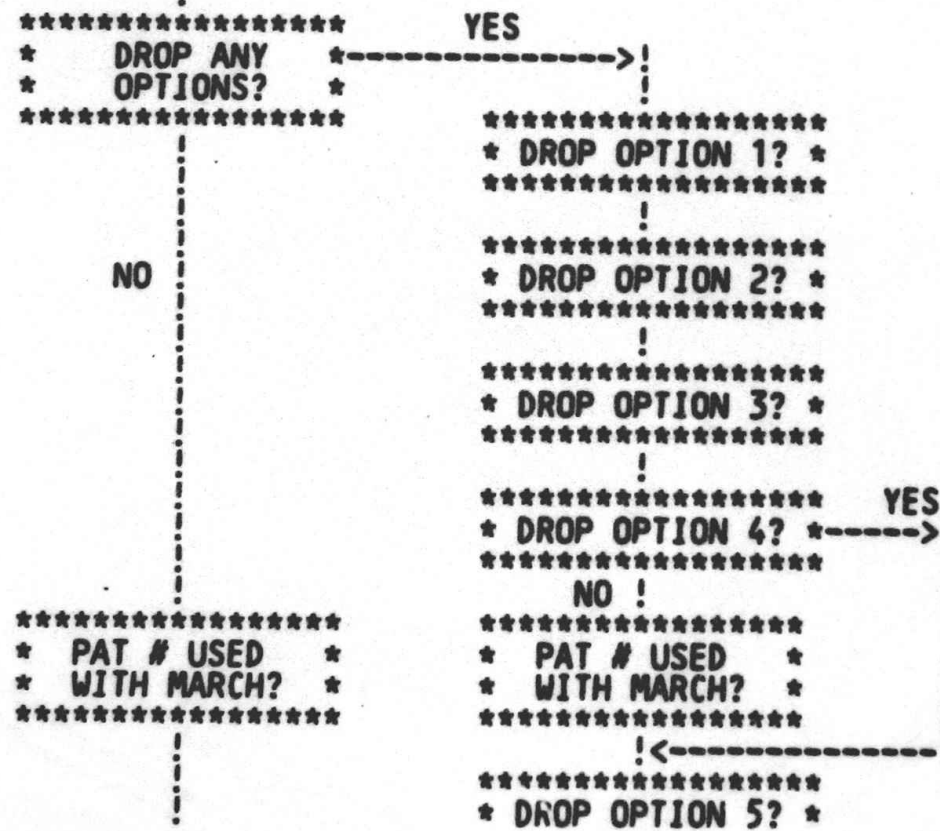 YES
DROP ANY
OPTIONS?
DROP OPTION 1?
NO
DROP OPTION 2?
DROP OPTION 3?
YES
DROP OPTION 4?
NO
PAT # USED
WITH MARCH?
PAT # USED
WITH MARCH?
DROP OPTION 5?